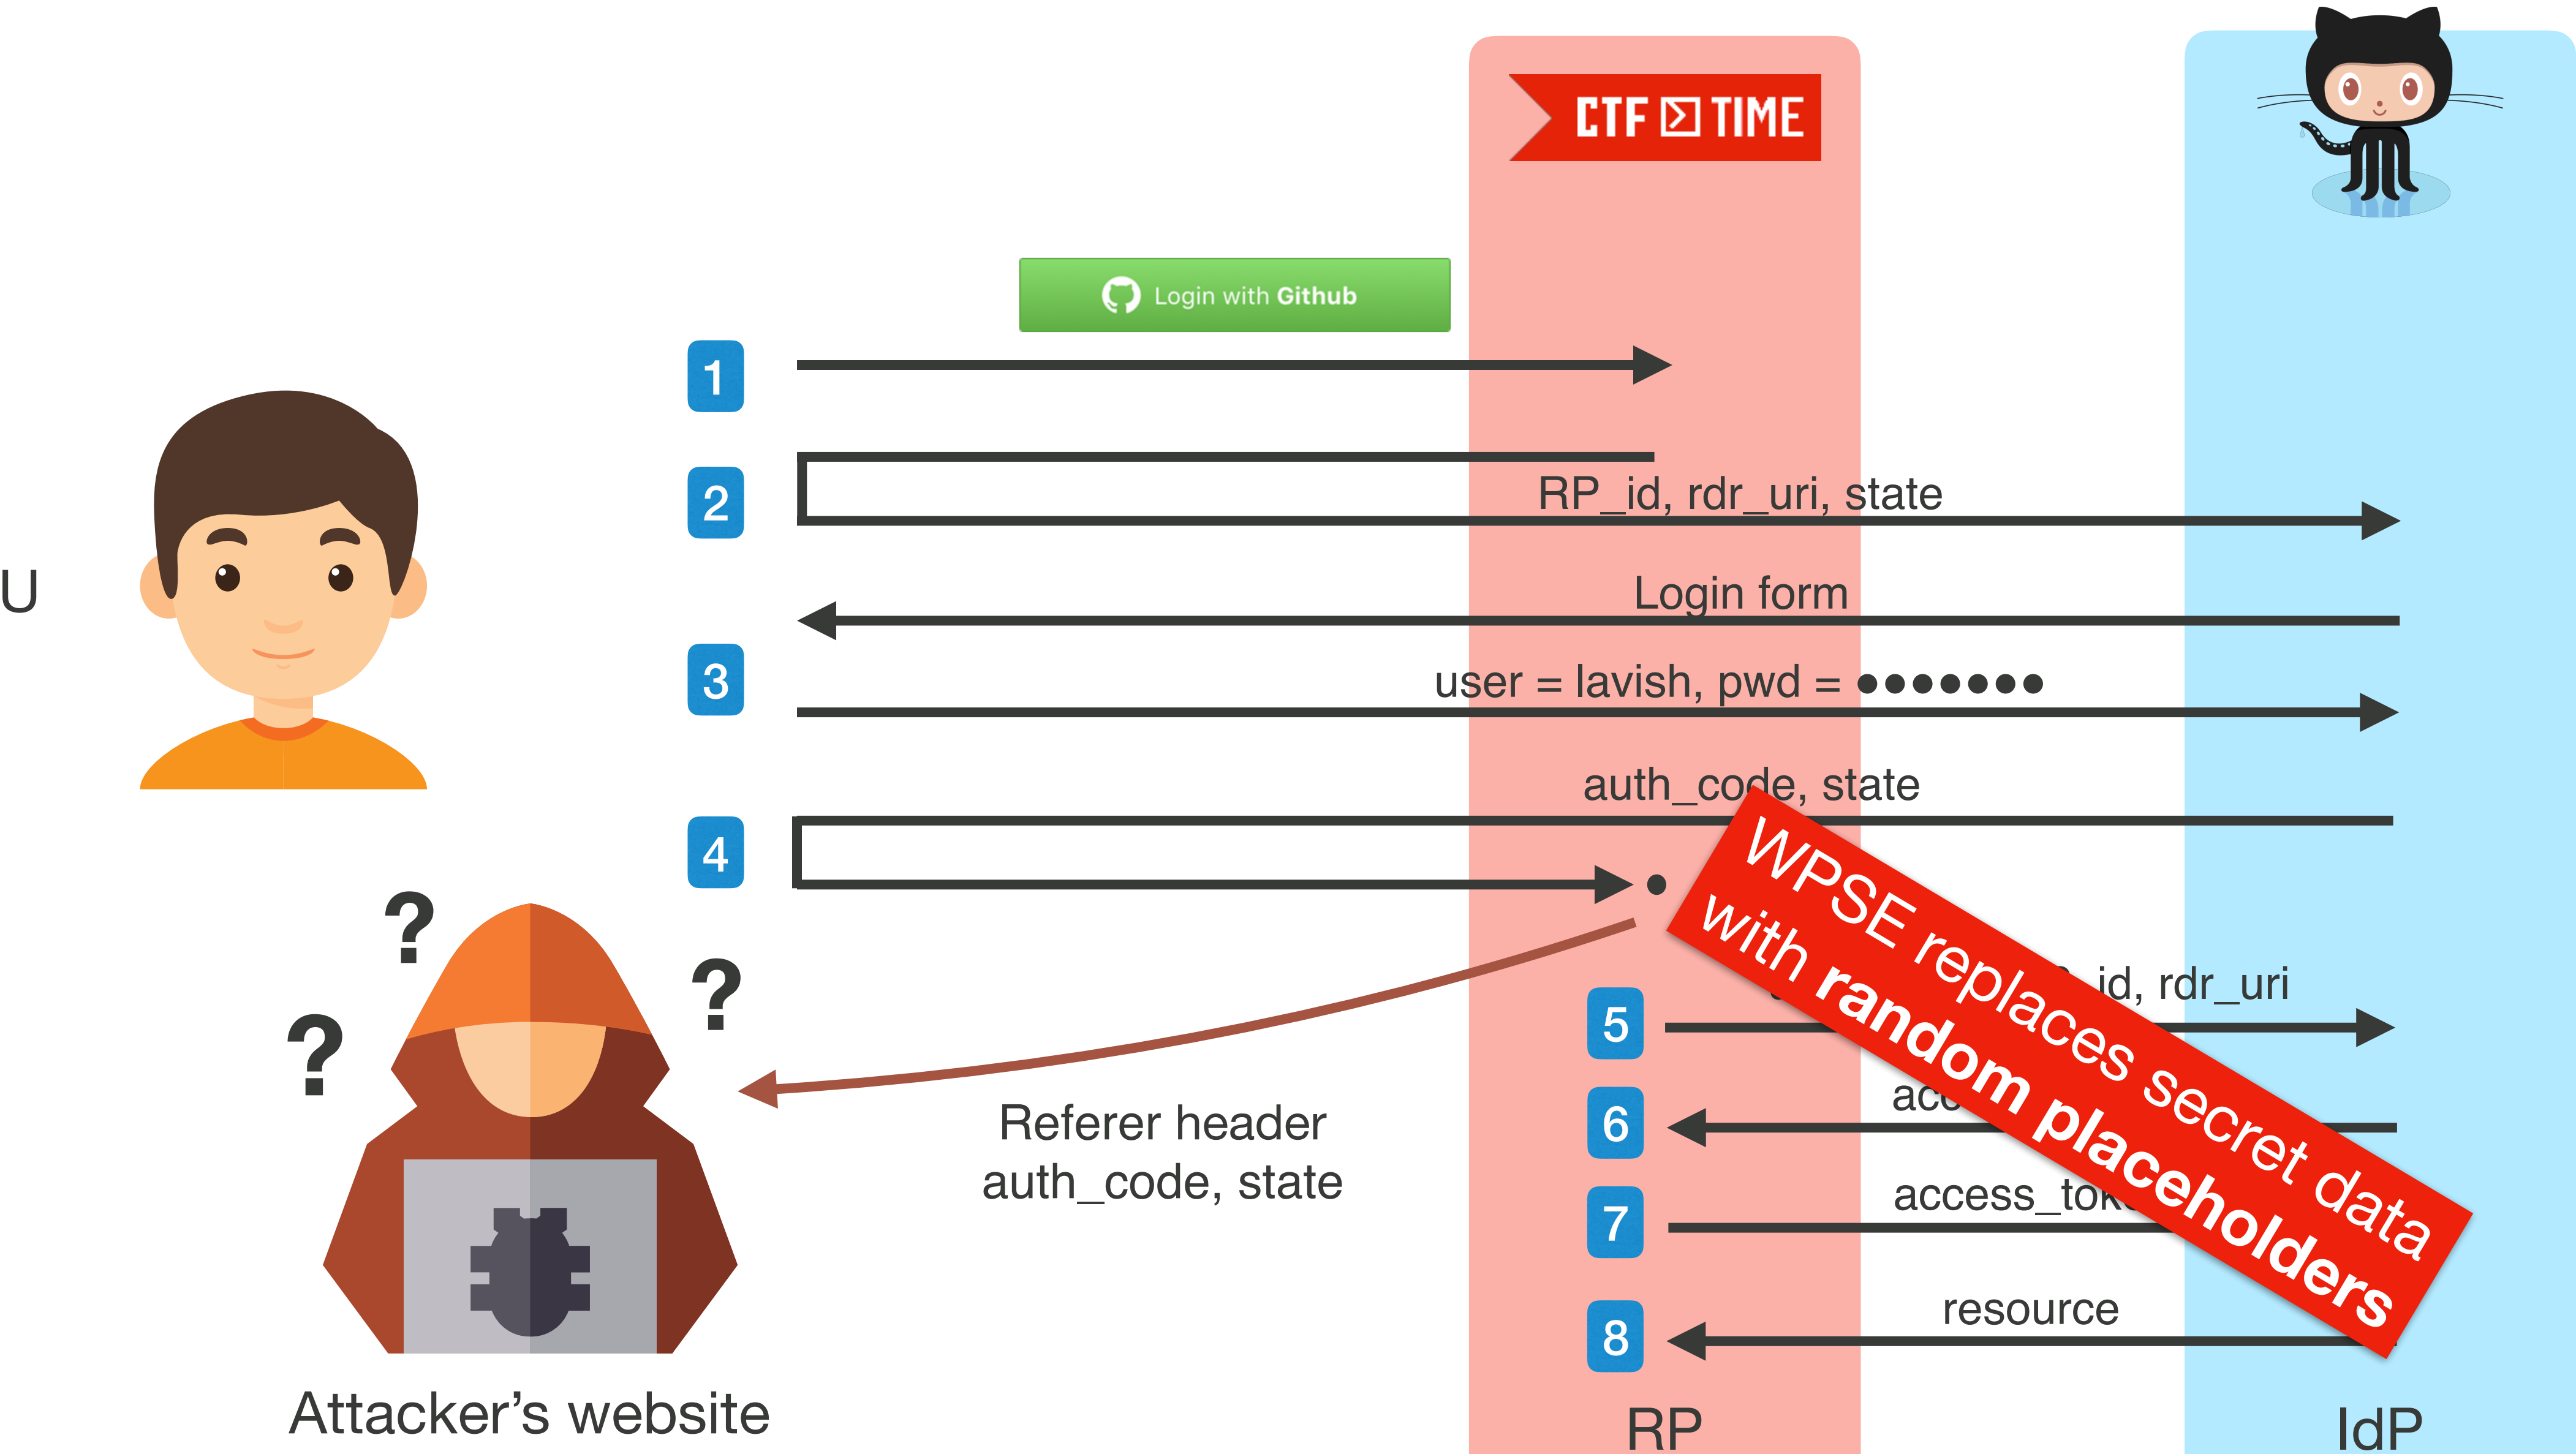 CTF TIME
Login with Github
1
2
RP_id, rdr_uri, state
Login form
U
3
user = lavish, pwd = ●●●●●●●
auth_code, state
4
?
?
?
WPSE replaces secret data
with random placeholders
id, rdr_uri
5
Referer header
auth_code, state
6
7
8
resource
Attacker's website
RP
IdP